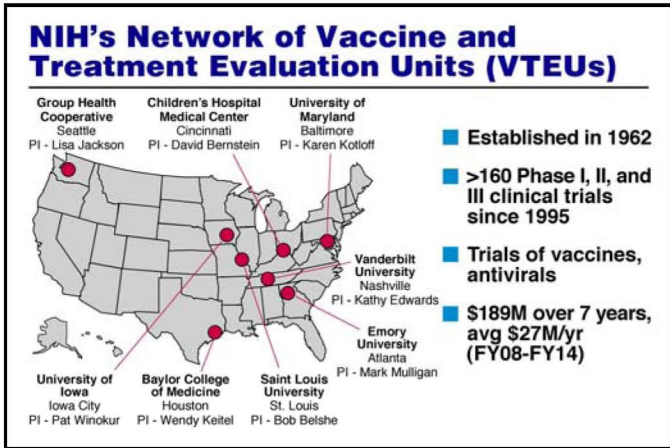 NIH's Network of Vaccine and
Treatment Evaluation Units (VTEUs)
Group Health
Cooperative
Seattle
PI - Lisa Jackson
Children's Hospital
Medical Center
Cincinnati
PI - David Bernstein
University of
Maryland
Baltimore
PI - Karen Kotloff
Vanderbilt
University
Nashville
PI - Kathy Edwards
Emory
University
Atlanta
PI - Mark Mulligan
University of
Iowa
Iowa City
PI - Pat Winokur
Baylor College
of Medicine
Houston
PI - Wendy Keitel
Saint Louis
University
St. Louis
PI - Bob Belshe
Established in 1962
>160 Phase I, II, and
III clinical trials
since 1995
Trials of vaccines,
antivirals
$189M over 7 years,
avg $27M/yr
(FY08-FY14)